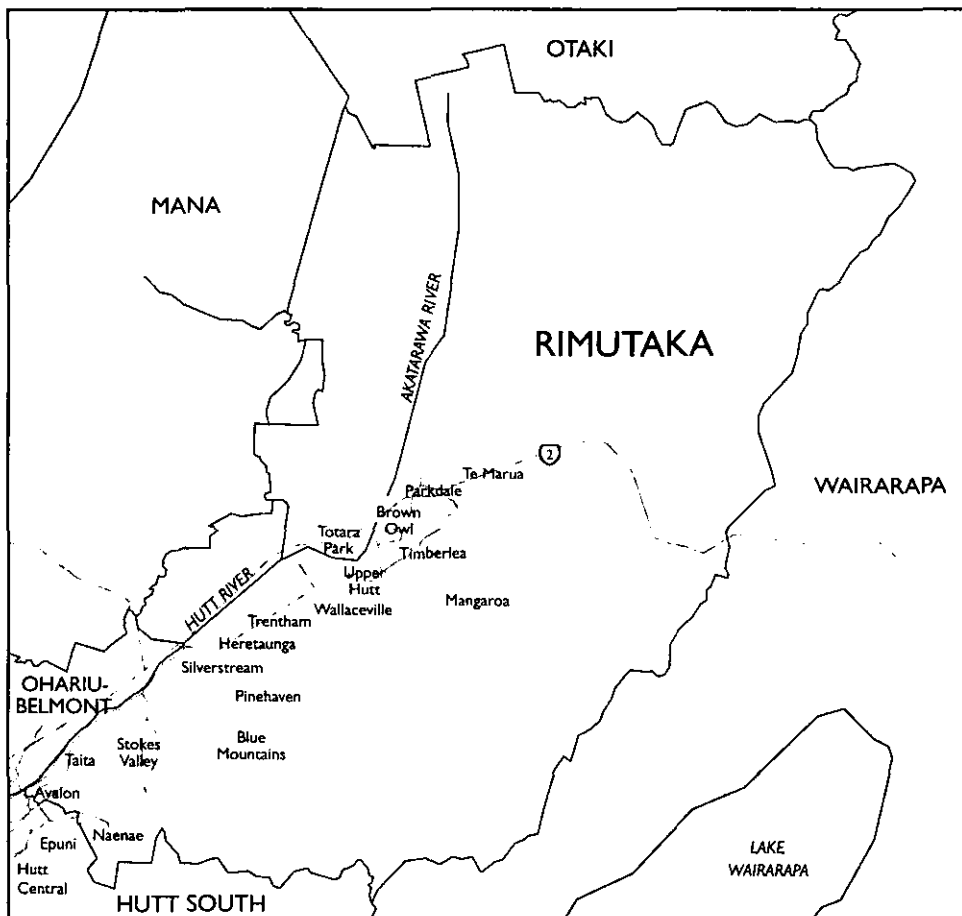 OTAKI
MANA
AKATARAWA RIVER
RIMUTAKA
2
Te Marua
WAIRARAPA
Parkdale
Brown
Owl
Totara
Park
Timberlea
Upper
Hutt
HUTT RIVER
Mangaroa
Wallaceville
Trentham
Heretaunga
Silverstream
OHARIU-
BELMONT
Pinehaven
Stokes
Valley
Blue
Mountains
Taita
Avalon
Naenae
Epuni
Hutt
Central
HUTT SOUTH
LAKE
WAIRARAPA